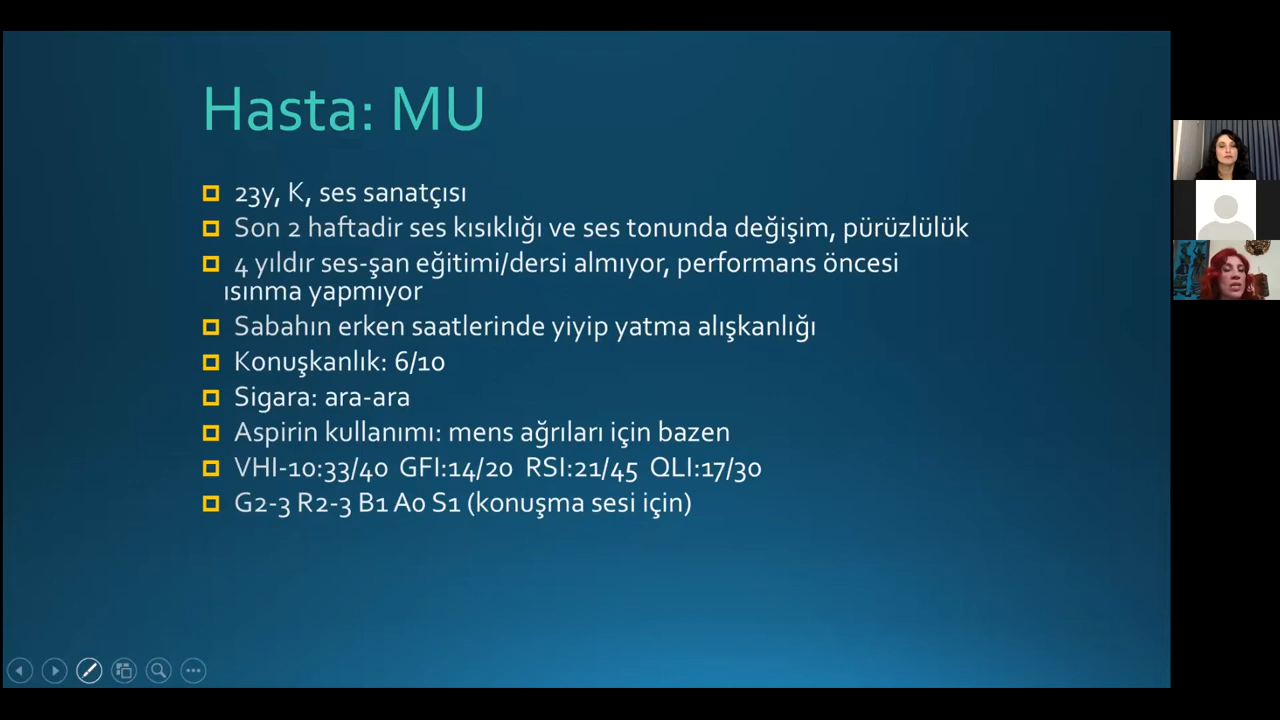 Hasta: MU
23y, K, ses sanatçısı
Son 2 haftadir ses kısıklığı ve ses tonunda değişim, pürüzlülük
4 yıldır ses-şan eğitimi/dersi almıyor, performans öncesi
ısınma yapmıyor
Sabahın erken saatlerinde yiyip yatma alışkanlığı
Konuşkanlık: 6/10
Sigara: ara-ara
Aspirin kullanımı: mens ağrıları için bazen
VHI-10:33/40 GFI:14/20 RSI:21/45 QLI:17/30
G2-3 R2-3 B1 A0 S1 (konuşma sesi için)